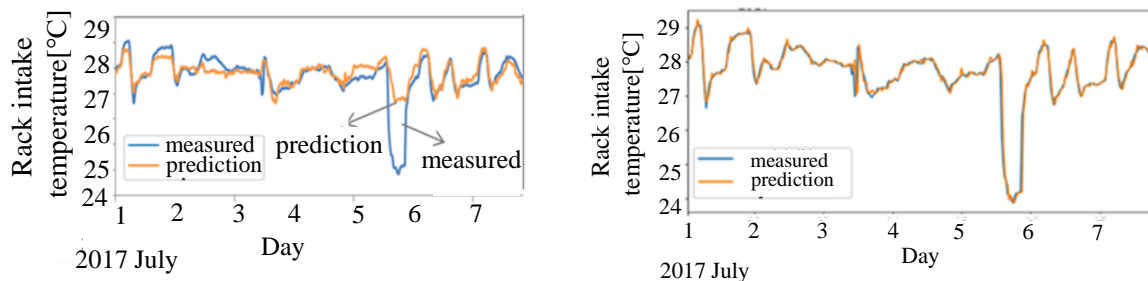 Rack intake
temperature[°C]
29
28
27
26
25
24
measured
prediction
prediction
measured
1
2
3
4
5
6
7
Day
2017 July
Rack intake
temperature[°C]
29
28
27
26
25
24
measured
prediction
1
2
3
4
5
6
7
Day
2017 July